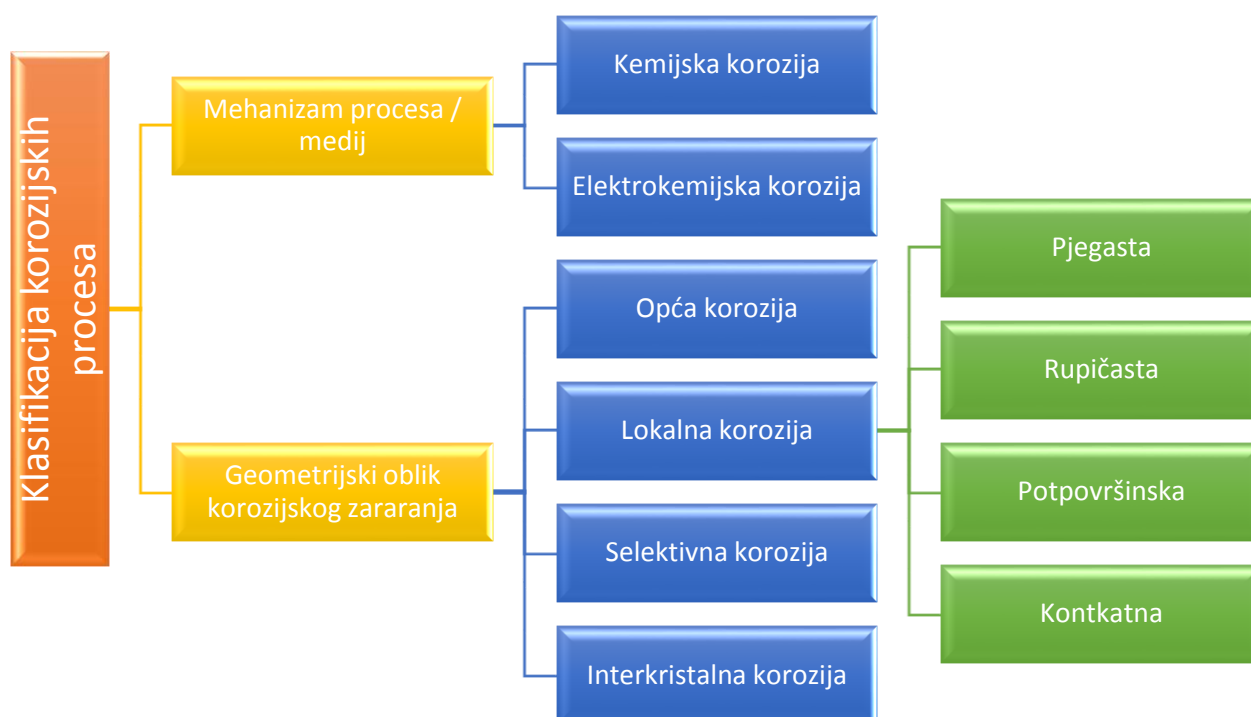 Klasifikacija korozijskih
procesa
Mehanizam procesa /
medij
Kemijska korozija
Elektrokemijska korozija
Geometrijski oblik
korozijskog zararanja
Opća korozija
Lokalna korozija
Pjegasta
Rupičasta
Potpovršinska
Kontkatna
Selektivna korozija
Interkristalna korozija